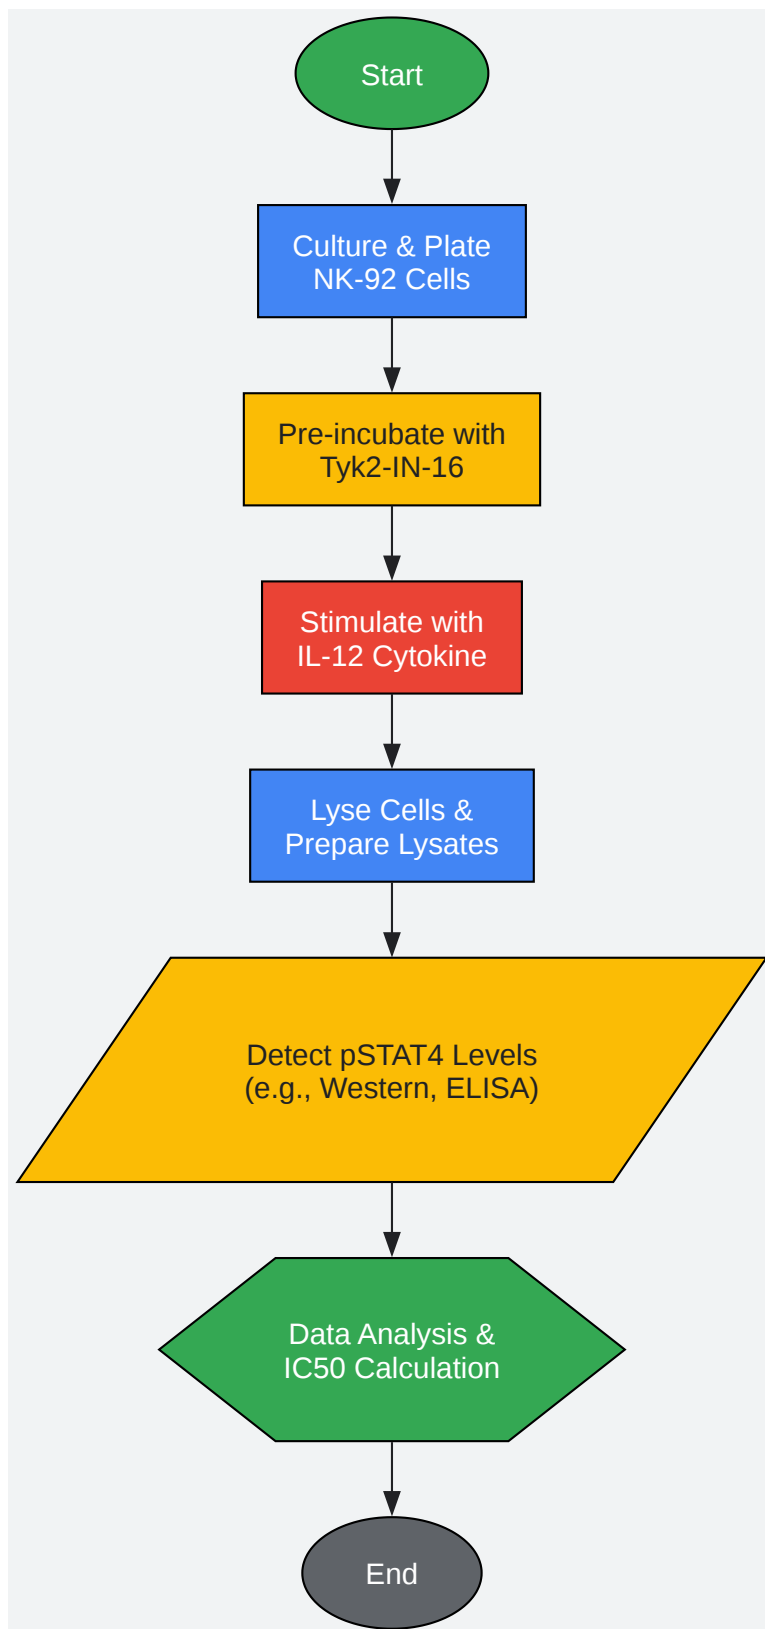 Start
Culture & Plate
NK-92 Cells
Pre-incubate with
Tyk2-IN-16
Stimulate with
IL-12 Cytokine
Lyse Cells &
Prepare Lysates
Detect pSTAT4 Levels
(e.g., Western, ELISA)
Data Analysis &
IC50 Calculation
End